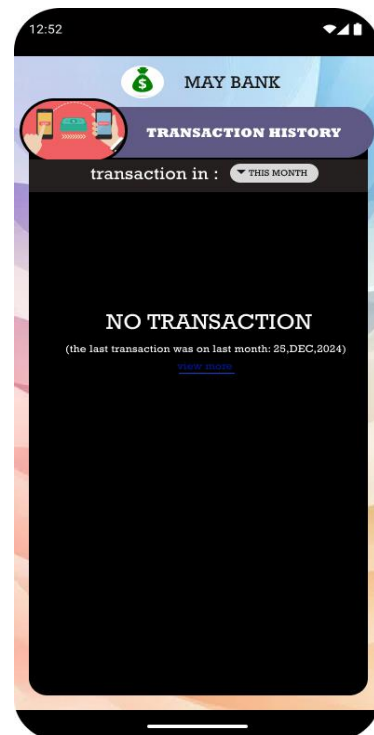 12:52
MAY BANK
TRANSACTION HISTORY
transaction in : THIS MONTH
NO TRANSACTION
(the last transaction was on last month: 25,DEC,2024)
view more